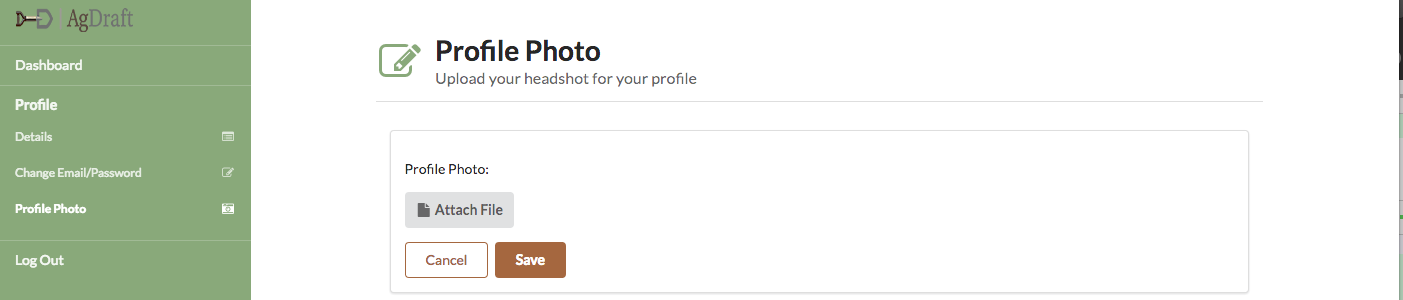 AgDraft
Dashboard
Profile
Details
Change Email/Password
Profile Photo
Log Out
Profile Photo
Upload your headshot for your profile
Profile Photo:
Attach File
Cancel
Save